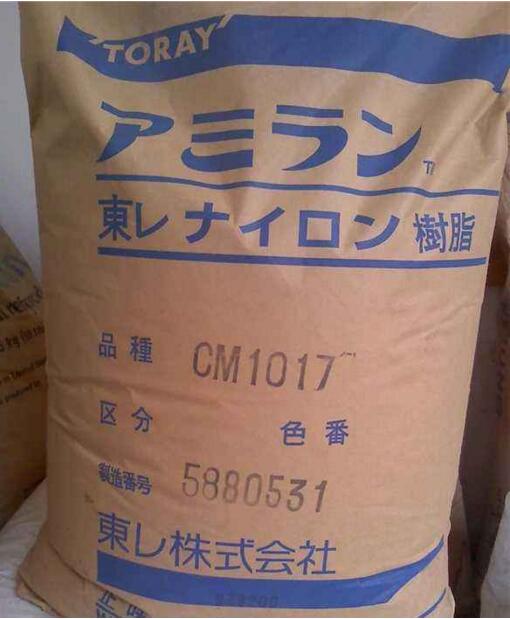 TORAY
アミラン
東レ ナイロン 樹脂
品種 CM1017
区分 色番
製造番号 5880531
東レ株式会社